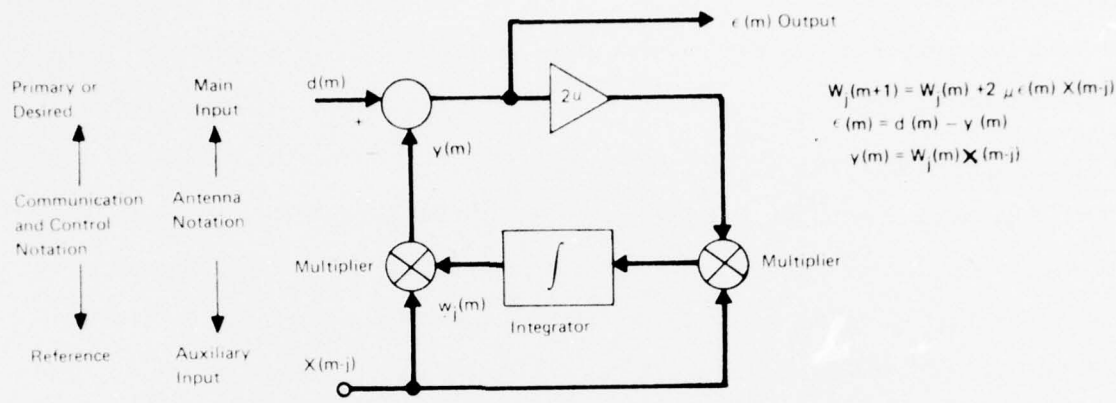 ϵ(m) Output
Primary or
Desired
Main
Input
d(m)
+
−
2u
y(m)
W_j(m+1) = W_j(m) +2 μ ϵ(m) X(m-j)
ϵ(m) = d (m) − y (m)
y(m) = W_j(m) X (m-j)
Communication
and Control
Notation
Antenna
Notation
Multiplier
∫
Multiplier
w_j(m)
Integrator
Reference
Auxiliary
Input
X(m-j)